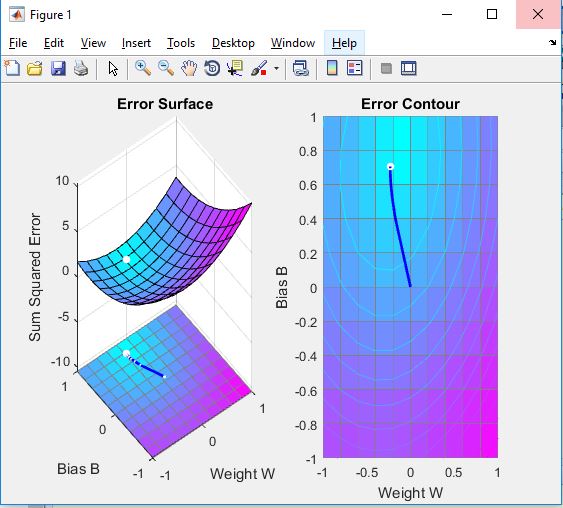 Figure 1
File Edit View Insert Tools Desktop Window Help
Error Surface
10
5
0
-5
-10
Sum Squared Error
1
0
-1
Bias B
-1
0
1
Weight W
Error Contour
1
0.8
0.6
0.4
0.2
0
-0.2
-0.4
-0.6
-0.8
-1
Bias B
-1 -0.5 0 0.5 1
Weight W